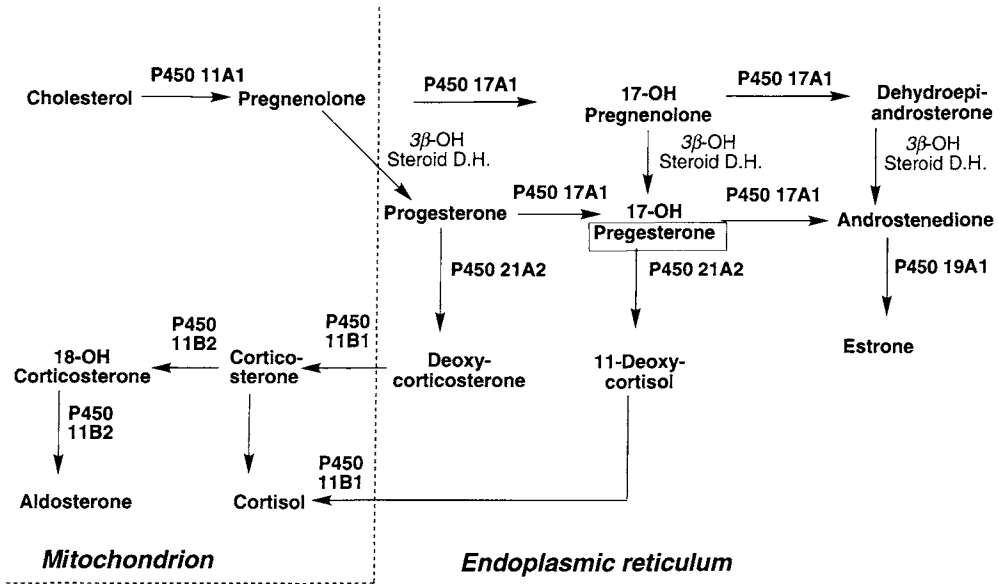 P450 11A1
Cholesterol
Pregnenolone
P450 17A1
17-OH
Pregnenolone
P450 17A1
Dehydroepi-
androsterone
3β-OH
Steroid D.H.
3β-OH
Steroid D.H.
3β-OH
Steroid D.H.
Progesterone
P450 17A1
17-OH
Pregesterone
P450 17A1
Androstenedione
P450 21A2
P450 21A2
P450 19A1
18-OH
Corticosterone
P450
11B2
Cortico-
sterone
P450
11B1
Deoxy-
corticosterone
11-Deoxy-
cortisol
Estrone
P450
11B2
P450
11B1
Aldosterone
Cortisol
Mitochondrion
Endoplasmic reticulum